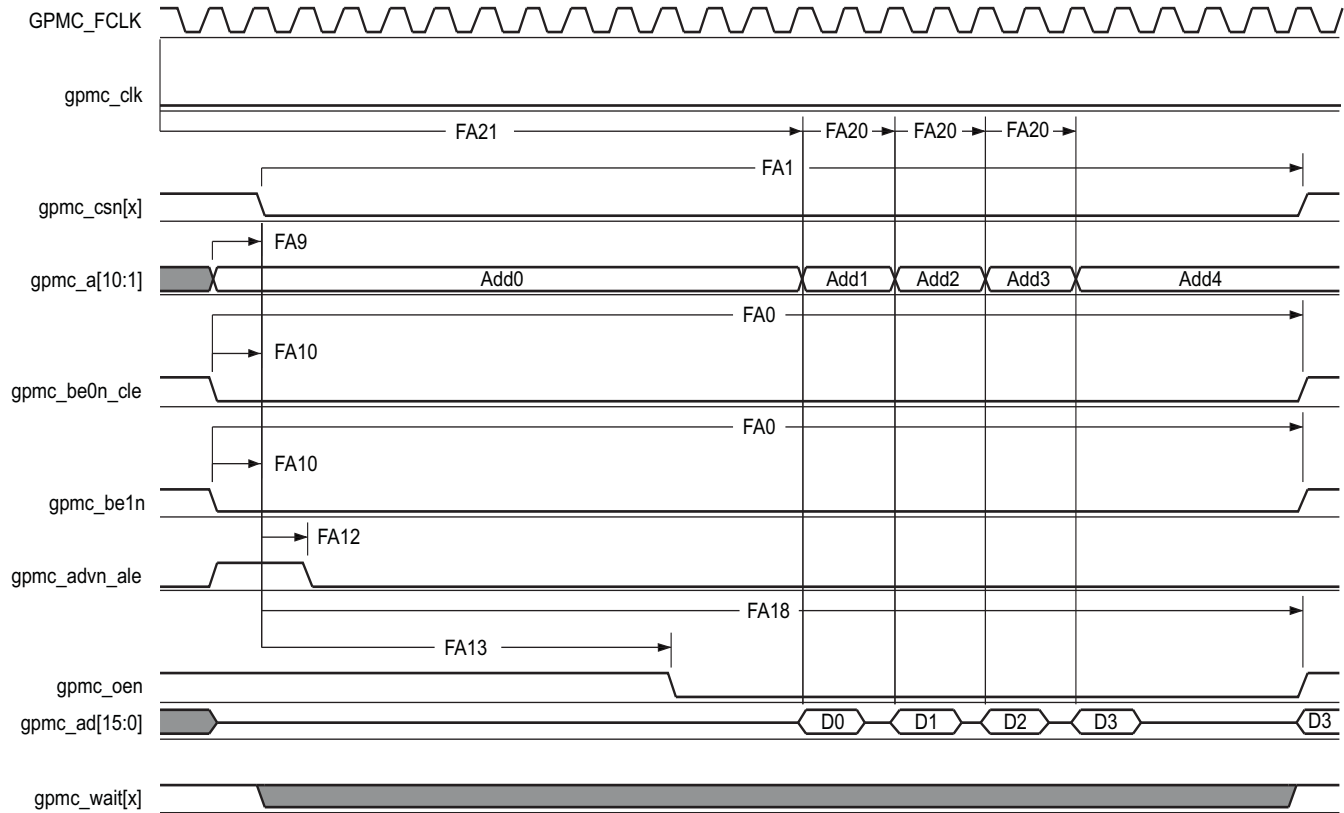 GPMC_FCLK
gpmc_clk
FA21 FA20 FA20 FA20
FA1
gpmc_csn[x]
FA9
gpmc_a[10:1] Add0 Add1 Add2 Add3 Add4
FA0
FA10
gpmc_be0n_cle
FA0
FA10
gpmc_be1n
FA12
gpmc_advn_ale
FA18
FA13
gpmc_oen
gpmc_ad[15:0] D0 D1 D2 D3 D3
gpmc_wait[x]